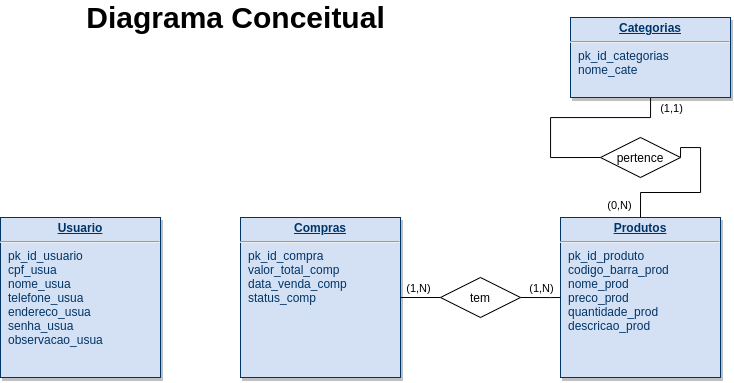 Diagrama Conceitual
Categorias
pk_id_categorias
nome_cate
(1,1)
pertence
(0,N)
Usuario
pk_id_usuario
cpf_usua
nome_usua
telefone_usua
endereco_usua
senha_usua
observacao_usua
Compras
pk_id_compra
valor_total_comp
data_venda_comp
status_comp
(1,N)
tem
(1,N)
Produtos
pk_id_produto
codigo_barra_prod
nome_prod
preco_prod
quantidade_prod
descricao_prod